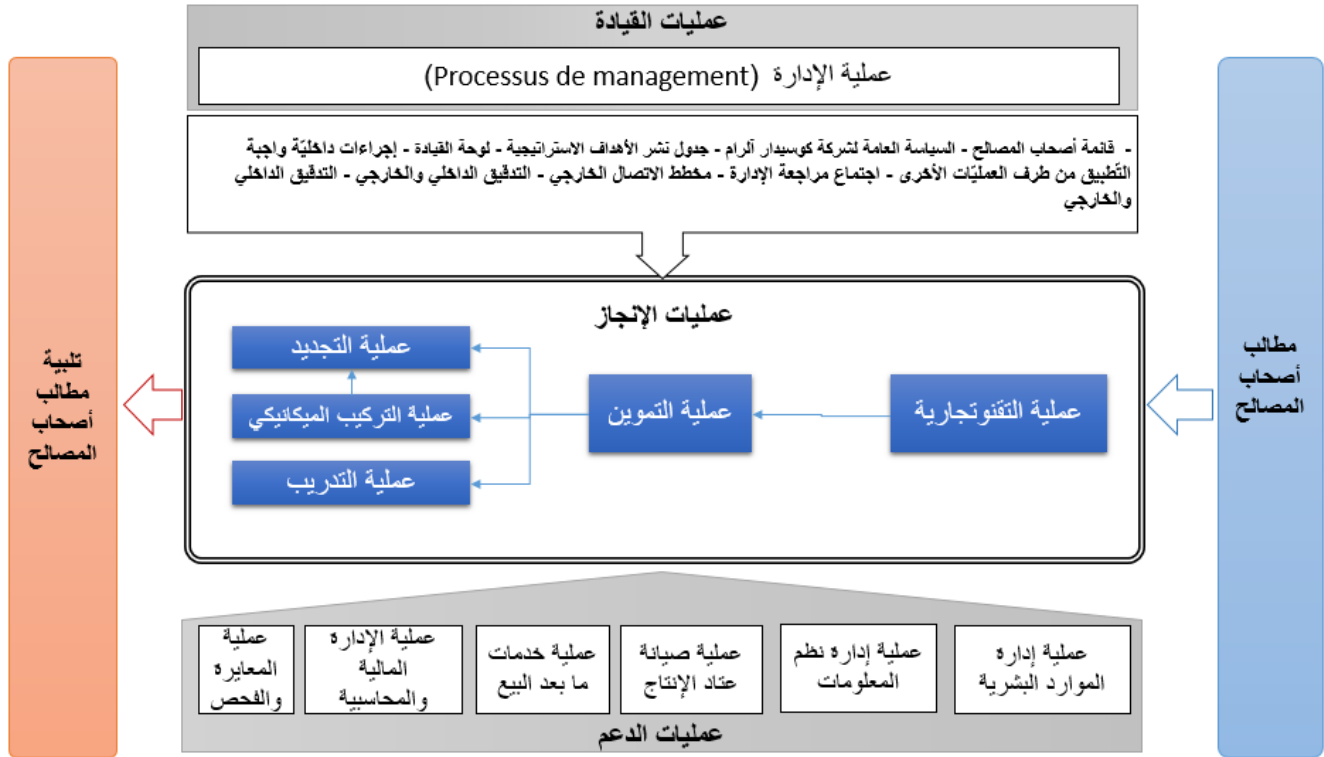 عمليات القيادة
عملية الإدارة (Processus de management)
- قائمة أصحاب المصالح - السياسة العامة لشركة كوسيدار آلرام - جدول نشر الأهداف الاستراتيجية - لوحة القيادة - إجراءات داخليّة واجبة
التّطبيق من طرف العمليّات الأخرى - اجتماع مراجعة الإدارة - مخطط الاتصال الخارجي - التدقيق الداخلي والخارجي - التدقيق الداخلي
والخارجي
مطالب
أصحاب
المصالح
عمليات الإنجاز
عملية التقنوتجارية
عملية التموين
عملية التجديد
عملية التركيب الميكانيكي
عملية التدريب
تلبية
مطالب
أصحاب
المصالح
عملية إدارة
الموارد البشرية
عملية إدارة نظم
المعلومات
عملية صيانة
عتاد الإنتاج
عملية خدمات
ما بعد البيع
عملية الإدارة
المالية
والمحاسبية
عملية
المعايرة
والفحص
عمليات الدعم